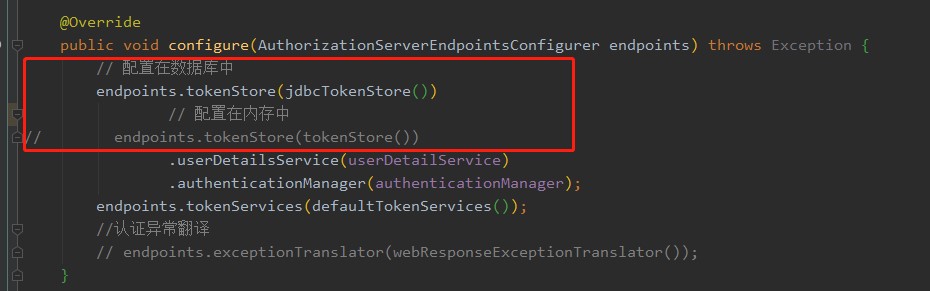 @Override
public void configure(AuthorizationServerEndpointsConfigurer endpoints) throws Exception {
// 配置在数据库中
endpoints.tokenStore(jdbcTokenStore())
// 配置在内存中
// endpoints.tokenStore(tokenStore())
.userDetailsService(userDetailService)
.authenticationManager(authenticationManager);
endpoints.tokenServices(defaultTokenServices());
//认证异常翻译
// endpoints.exceptionTranslator(webResponseExceptionTranslator());
}